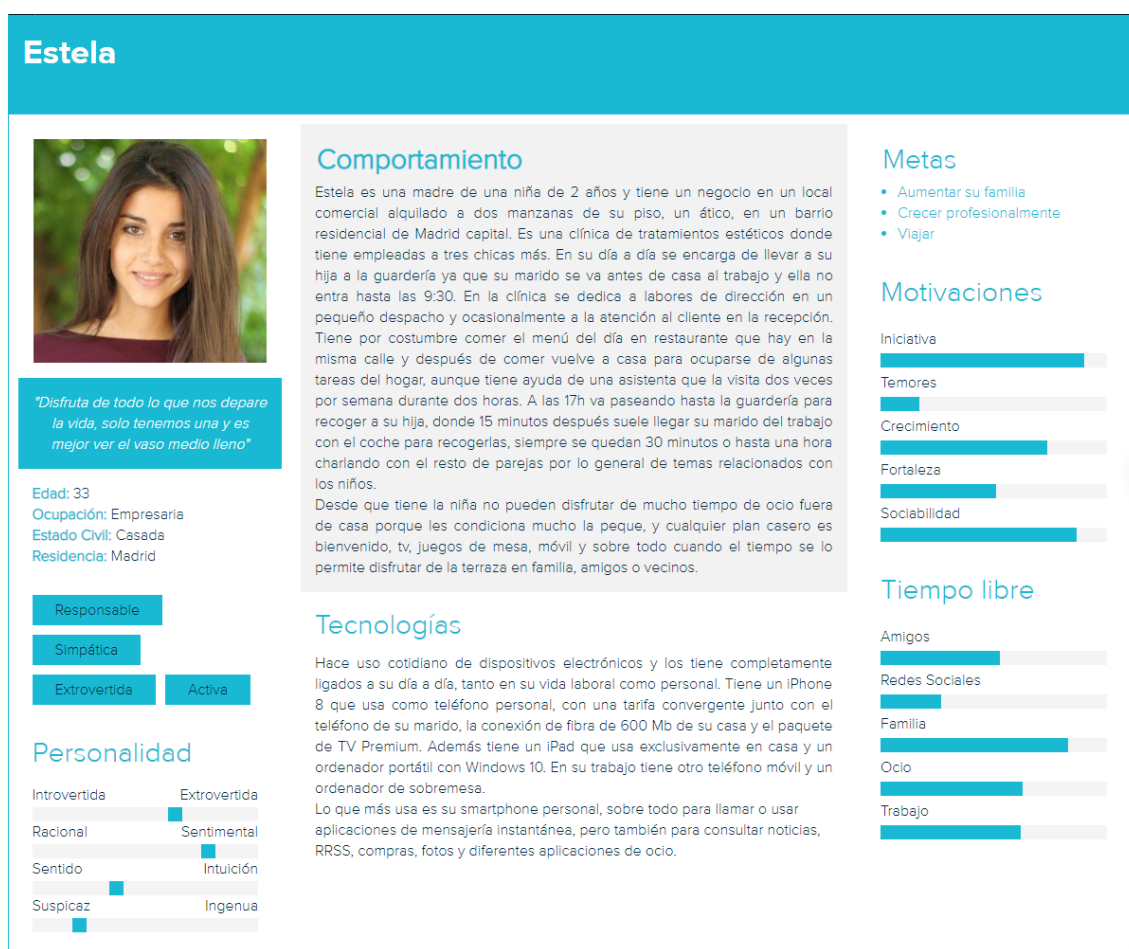 Estela
"Disfruta de todo lo que nos depare
la vida, solo tenemos una y es
mejor ver el vaso medio lleno"
Edad: 33
Ocupación: Empresaria
Estado Civil: Casada
Residencia: Madrid
Responsable
Simpática
Extrovertida Activa
Personalidad
Introvertida Extrovertida
Racional Sentimental
Sentido Intuición
Suspicaz Ingenua
Comportamiento
Estela es una madre de una niña de 2 años y tiene un negocio en un local
comercial alquilado a dos manzanas de su piso, un ático, en un barrio
residencial de Madrid capital. Es una clínica de tratamientos estéticos donde
tiene empleadas a tres chicas más. En su día a día se encarga de llevar a su
hija a la guardería ya que su marido se va antes de casa al trabajo y ella no
entra hasta las 9:30. En la clínica se dedica a labores de dirección en un
pequeño despacho y ocasionalmente a la atención al cliente en la recepción.
Tiene por costumbre comer el menú del día en restaurante que hay en la
misma calle y después de comer vuelve a casa para ocuparse de algunas
tareas del hogar, aunque tiene ayuda de una asistenta que la visita dos veces
por semana durante dos horas. A las 17h va paseando hasta la guardería para
recoger a su hija, donde 15 minutos después suele llegar su marido del trabajo
con el coche para recogerlas, siempre se quedan 30 minutos o hasta una hora
charlando con el resto de parejas por lo general de temas relacionados con
los niños.
Desde que tiene la niña no pueden disfrutar de mucho tiempo de ocio fuera
de casa porque les condiciona mucho la peque, y cualquier plan casero es
bienvenido, tv, juegos de mesa, móvil y sobre todo cuando el tiempo se lo
permite disfrutar de la terraza en familia, amigos o vecinos.
Tecnologías
Hace uso cotidiano de dispositivos electrónicos y los tiene completamente
ligados a su día a día, tanto en su vida laboral como personal. Tiene un iPhone
8 que usa como teléfono personal, con una tarifa convergente junto con el
teléfono de su marido, la conexión de fibra de 600 Mb de su casa y el paquete
de TV Premium. Además tiene un iPad que usa exclusivamente en casa y un
ordenador portátil con Windows 10. En su trabajo tiene otro teléfono móvil y un
ordenador de sobremesa.
Lo que más usa es su smartphone personal, sobre todo para llamar o usar
aplicaciones de mensajería instantánea, pero también para consultar noticias,
RRSS, compras, fotos y diferentes aplicaciones de ocio.
Metas
Aumentar su familia
Crecer profesionalmente
Viajar
Motivaciones
Iniciativa
Temores
Crecimiento
Fortaleza
Sociabilidad
Tiempo libre
Amigos
Redes Sociales
Familia
Ocio
Trabajo